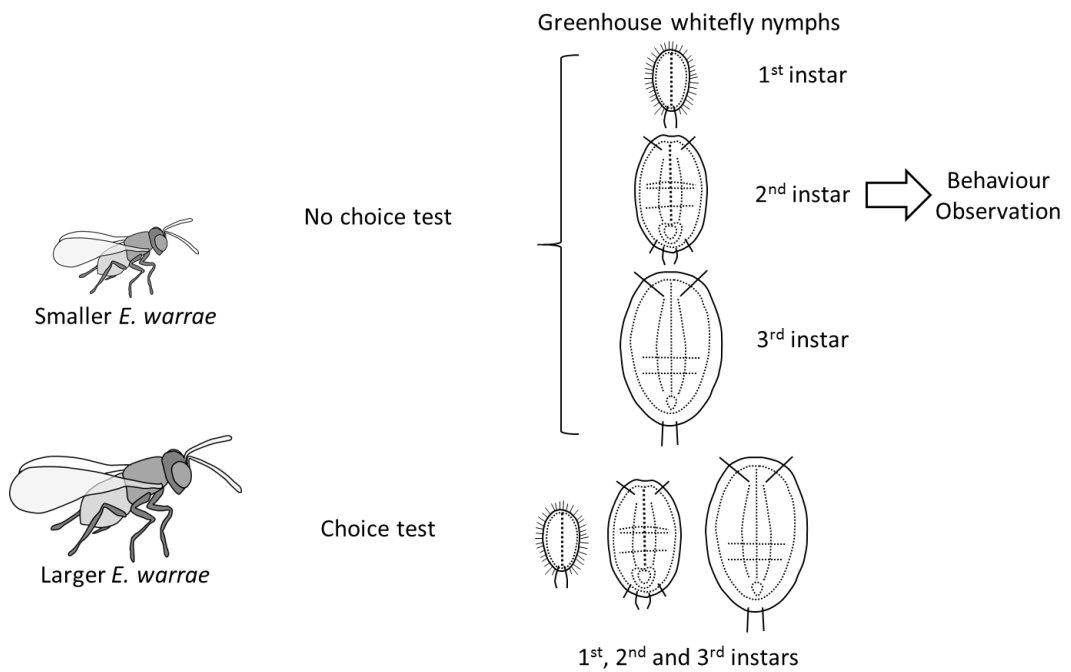 Greenhouse whitefly nymphs
1st instar
No choice test
2nd instar
Behaviour
Observation
Smaller E. warrae
3rd instar
Larger E. warrae
Choice test
1st, 2nd and 3rd instars